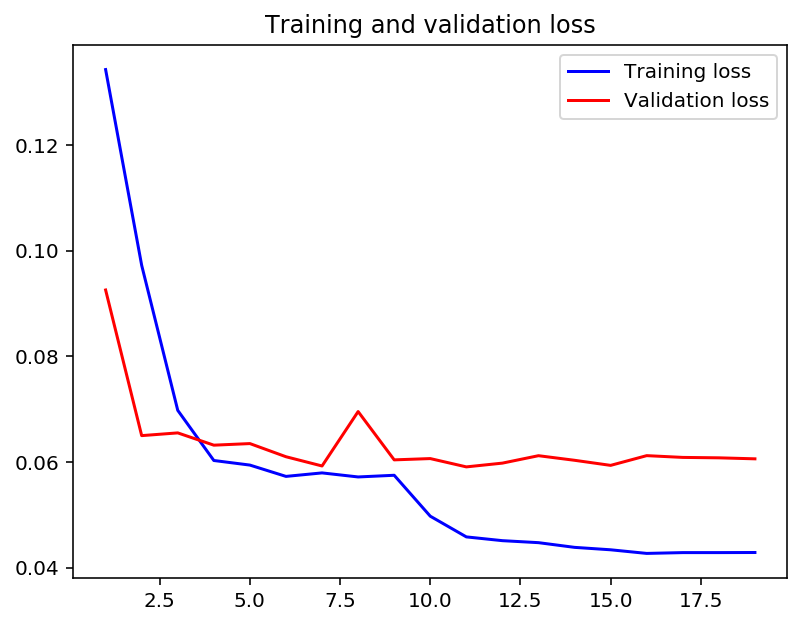 Training and validation loss
Training loss
Validation loss
0.12
0.10
0.08
0.06
0.04
2.5 5.0 7.5 10.0 12.5 15.0 17.5